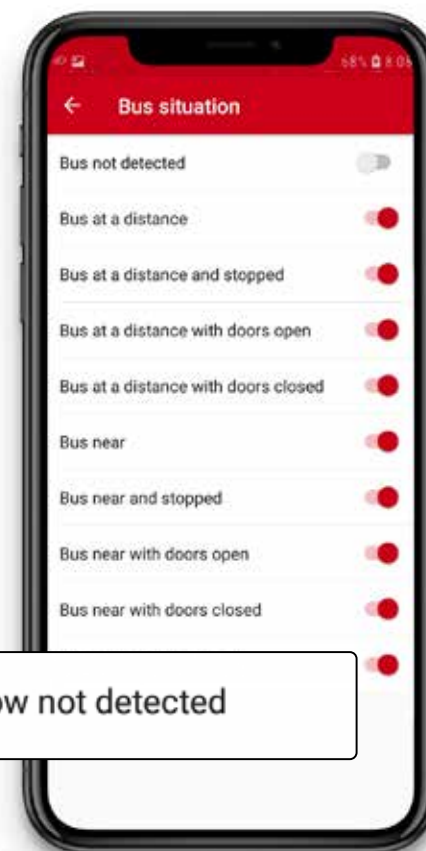 68% 8:05
Bus situation
Bus not detected
Bus at a distance
Bus at a distance and stopped
Bus at a distance with doors open
Bus at a distance with doors closed
Bus near
Bus near and stopped
Bus near with doors open
Bus near with doors closed
not detected